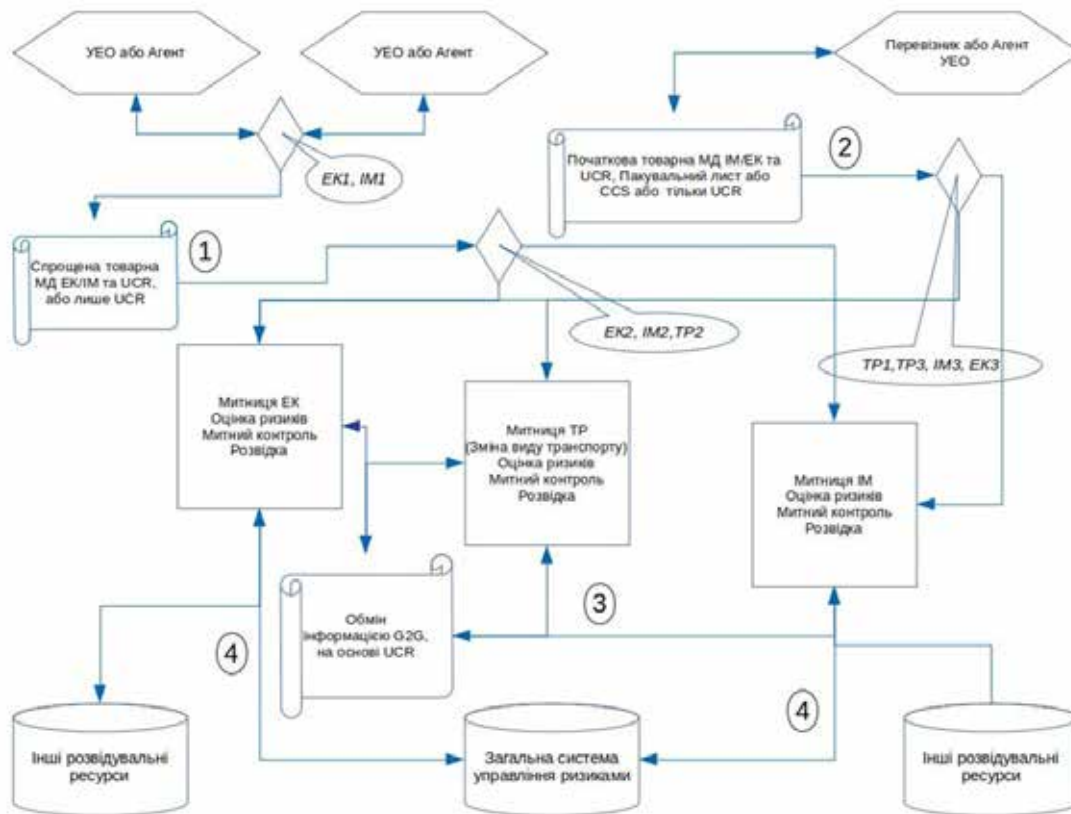 УЕО або Агент
УЕО або Агент
Перевізник або Агент
УЕО
ЕК1, ІМ1
Початкова товарна МД ІМ/ЕК та
UCR, Пакувальний лист або
CCS або тільки UCR
2
Спрощена товарна
МД ЕК/ІМ та UCR,
або лише UCR
1
ЕК2, ІМ2,ТР2
ТР1,ТР3, ІМ3, ЕК3
Митниця ЕК
Оцінка ризиків
Митний контроль
Розвідка
Митниця ТР
(Зміна виду транспорту)
Оцінка ризиків
Митний контроль
Розвідка
Митниця ІМ
Оцінка ризиків
Митний контроль
Розвідка
Обмін
інформацією G2G,
на основі UCR
3
4
4
Інші розвідувальні
ресурси
Загальна система
управління ризиками
Інші розвідувальні
ресурси